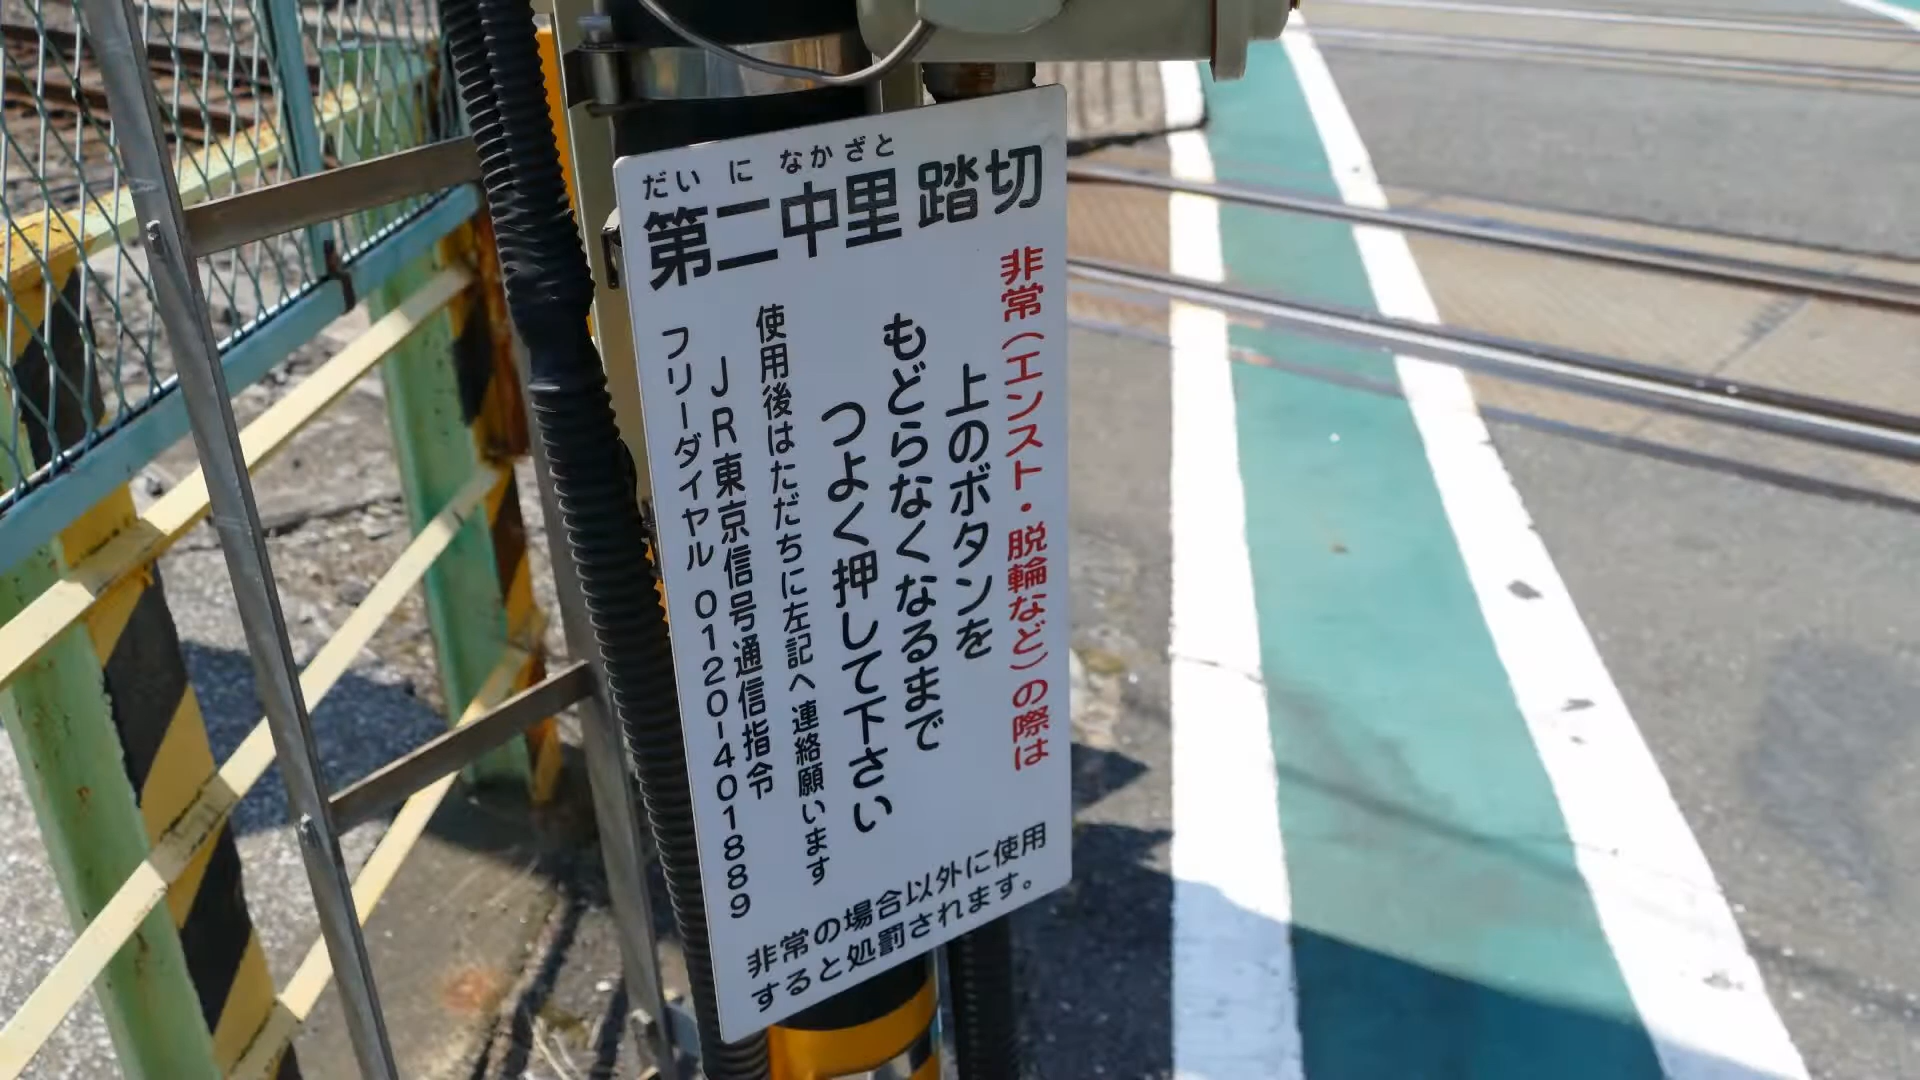 だい に なかざと
第二中里 踏切
非常（エンスト・脱輪など）の際は
上のボタンを
もどらなくなるまで
つよく押して下さい
使用後はただちに左記へ連絡願います
ＪＲ東京信号通信指令
フリーダイヤル 0120-401889
非常の場合以外に使用
すると処罰されます。